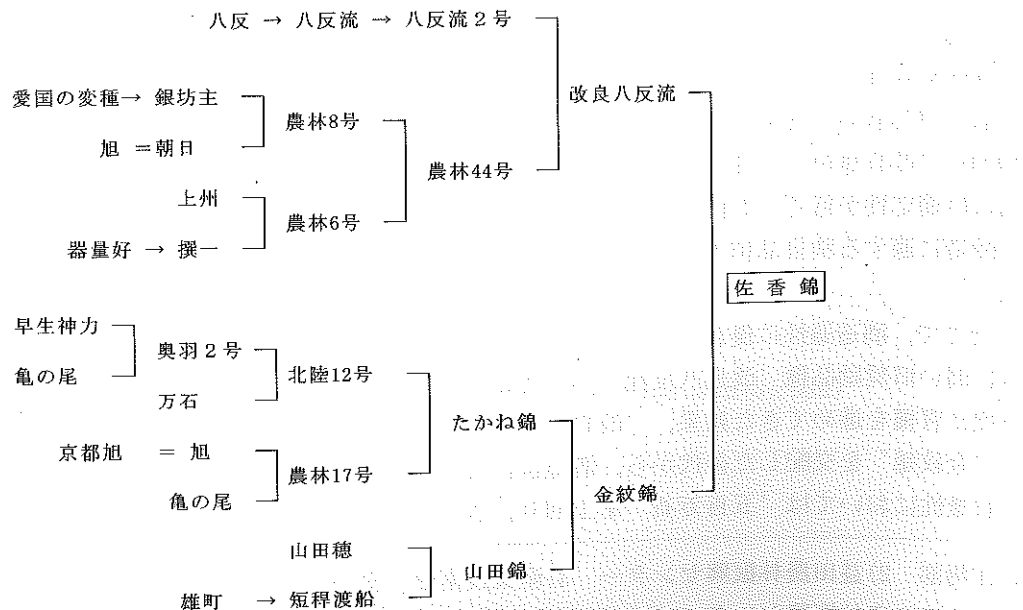 八反 → 八反流 → 八反流２号
改良八反流
愛国の変種→ 銀坊主
農林8号
旭 ＝朝日
農林44号
上州
農林6号
器量好 → 撰一
佐 香 錦
早生神力
奥羽２号
亀の尾
北陸12号
万石
たかね錦
京都旭 ＝ 旭
農林17号
亀の尾
金紋錦
山田穂
山田錦
雄町 → 短稈渡船